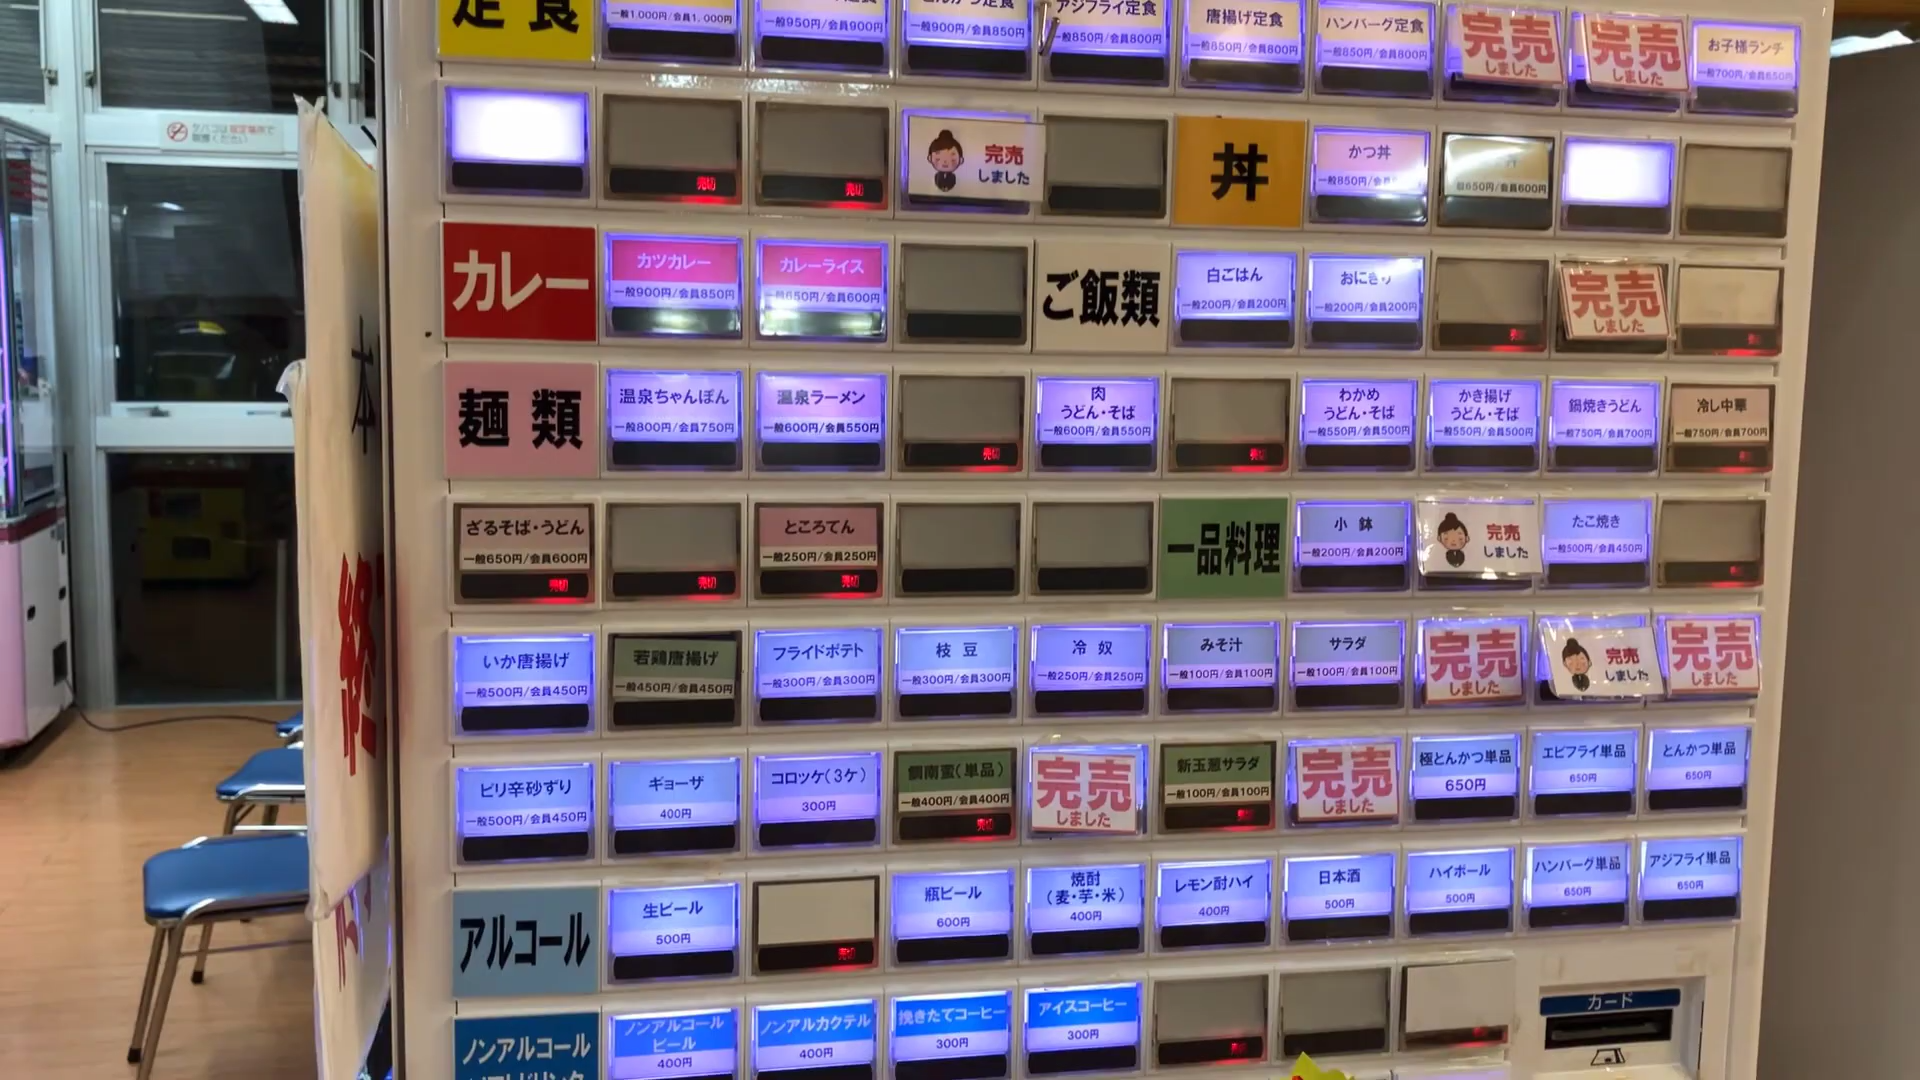 定食
一般1,000円/会員1,000円
一般950円/会員900円
一般900円/会員850円
アジフライ定食
一般850円/会員800円
唐揚げ定食
一般850円/会員800円
ハンバーグ定食
一般850円/会員800円
完売
しました
完売
しました
お子様ランチ
一般700円/会員650円
売切
売切
完売
しました
丼
かつ丼
一般850円
般650円/会員600円
カレー
カツカレー
一般900円/会員850円
カレーライス
一般650円/会員600円
ご飯類
白ごはん
一般200円/会員200円
おにぎり
一般200円/会員200円
売切
完売
しました
売切
麺類
温泉ちゃんぽん
一般800円/会員750円
温泉ラーメン
一般600円/会員550円
売切
肉
うどん・そば
一般600円/会員550円
売切
わかめ
うどん・そば
一般550円/会員500円
かき揚げ
うどん・そば
一般550円/会員500円
鍋焼きうどん
一般750円/会員700円
冷し中華
一般750円/会員700円
売切
ざるそば・うどん
一般650円/会員600円
売切
売切
ところてん
一般250円/会員250円
売切
一品料理
小鉢
一般200円/会員200円
完売
しました
たこ焼き
一般500円/会員450円
売切
いか唐揚げ
一般500円/会員450円
若鶏唐揚げ
一般450円/会員450円
フライドポテト
一般300円/会員300円
枝豆
一般300円/会員300円
冷奴
一般250円/会員250円
みそ汁
一般100円/会員100円
サラダ
一般100円/会員100円
完売
しました
完売
しました
完売
しました
ピリ辛砂ずり
一般500円/会員450円
ギョーザ
400円
コロッケ(3ケ)
300円
鯛南蛮(単品)
一般400円/会員400円
売切
完売
しました
新玉葱サラダ
一般100円/会員100円
売切
完売
しました
極とんかつ単品
650円
エビフライ単品
650円
とんかつ単品
650円
アルコール
生ビール
500円
売切
瓶ビール
600円
焼酎
(麦・芋・米)
400円
レモン酎ハイ
400円
日本酒
500円
ハイボール
500円
ハンバーグ単品
650円
アジフライ単品
650円
ノンアルコール
ノンアルコール
ビール
400円
ノンアルカクテル
400円
挽きたてコーヒー
300円
アイスコーヒー
300円
売切
カード
本
終